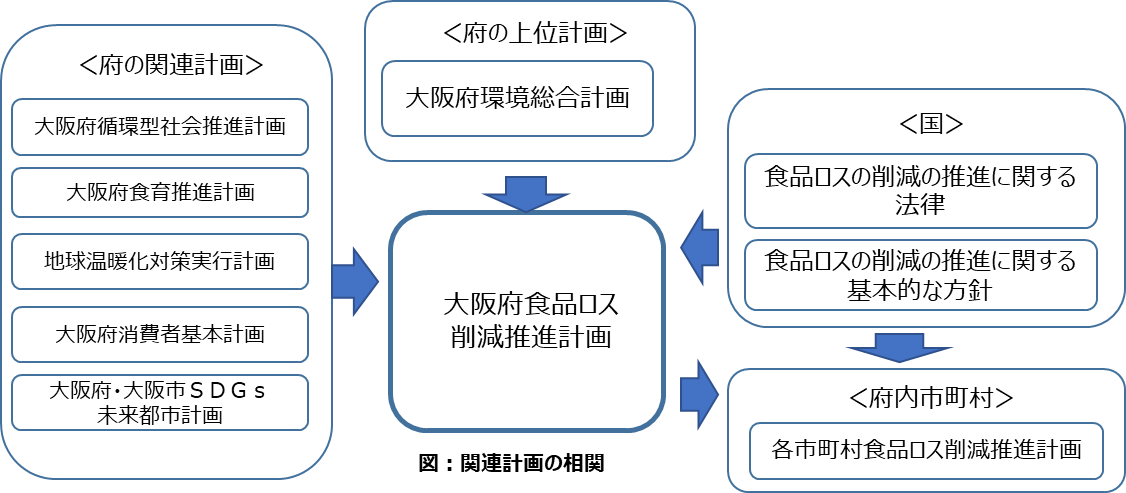 ＜府の関連計画＞
大阪府循環型社会推進計画
大阪府食育推進計画
地球温暖化対策実行計画
大阪府消費者基本計画
大阪府・大阪市ＳＤＧｓ
未来都市計画
＜府の上位計画＞
大阪府環境総合計画
大阪府食品ロス
削減推進計画
＜国＞
食品ロスの削減の推進に関する
法律
食品ロスの削減の推進に関する
基本的な方針
＜府内市町村＞
各市町村食品ロス削減推進計画
図：関連計画の相関